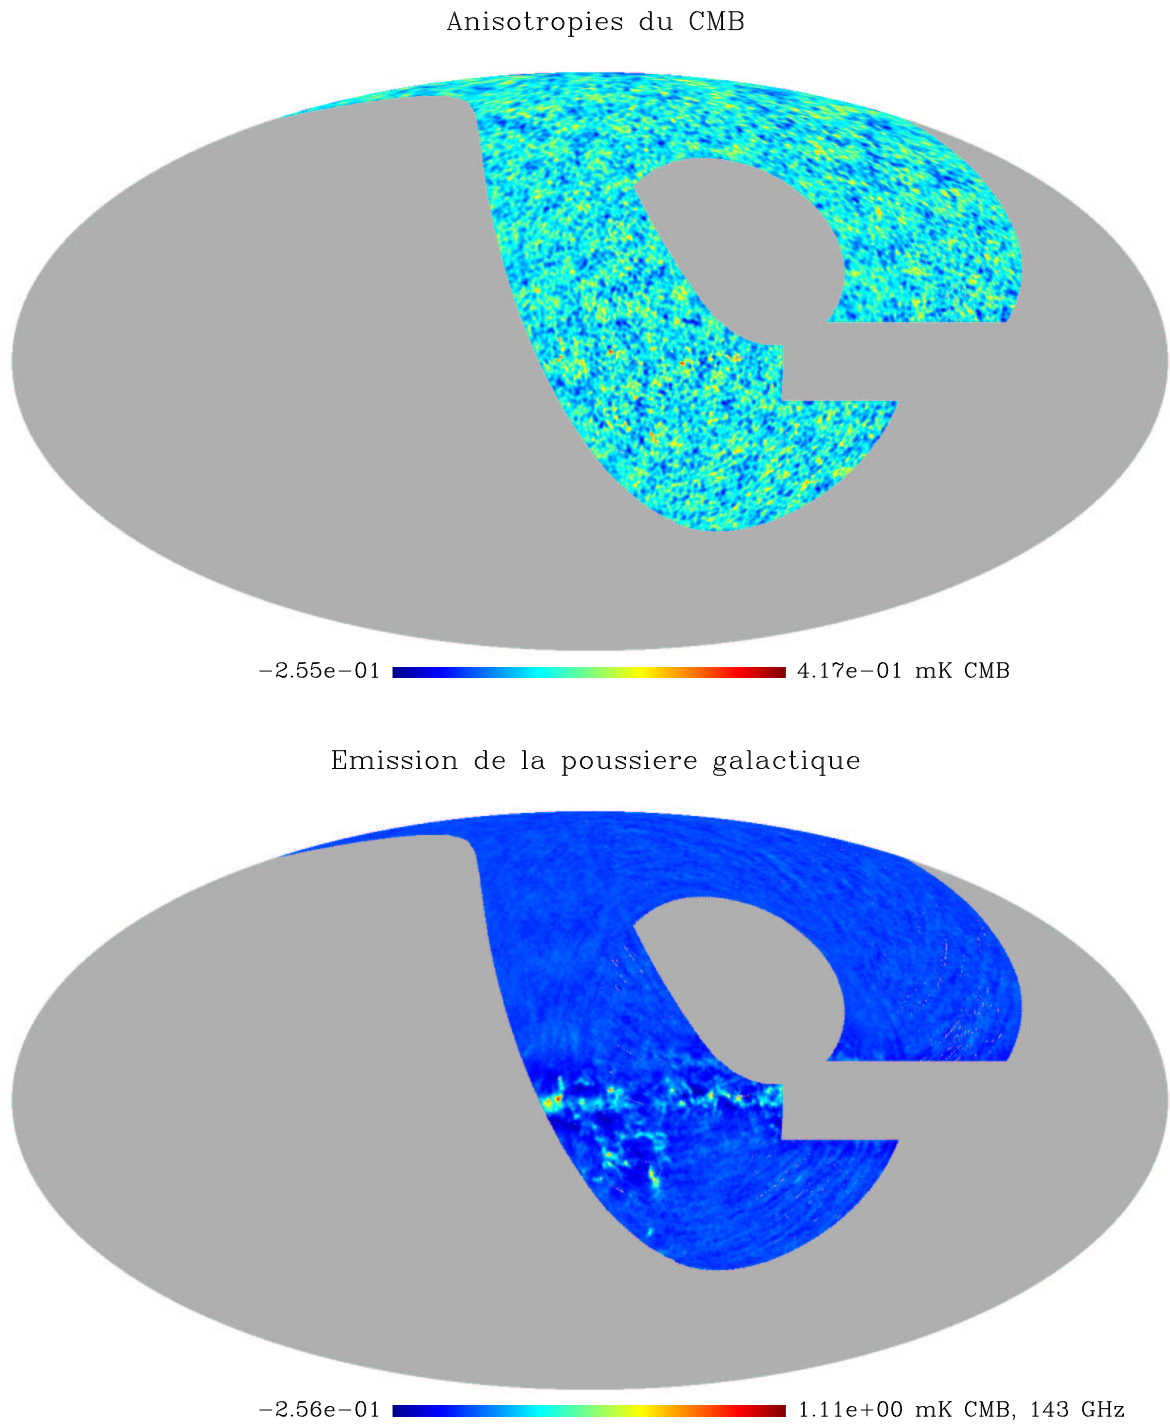 Anisotropies du CMB
−2.55e−01 4.17e−01 mK CMB
Emission de la poussiere galactique
−2.56e−01 1.11e+00 mK CMB, 143 GHz